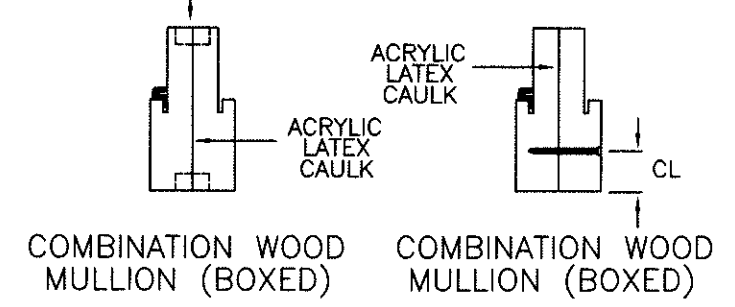 ACRYLIC
LATEX
CAULK
COMBINATION WOOD
MULLION (BOXED)
ACRYLIC
LATEX
CAULK
CL
COMBINATION WOOD
MULLION (BOXED)